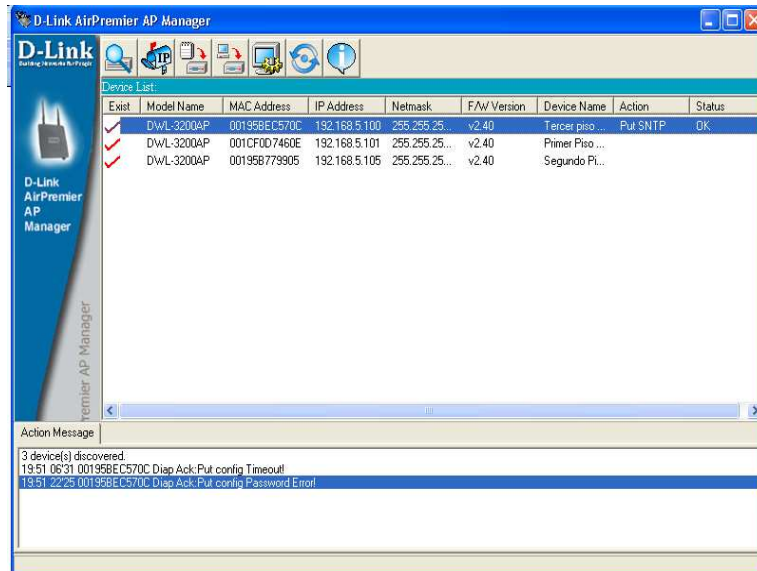 D-Link AirPremier AP Manager
D-Link
Building Networks for People
IP
Device List:
Exist Model Name MAC Address IP Address Netmask F/W Version Device Name Action Status
DWL-3200AP 00195BEC570C 192.168.5.100 255.255.25... v2.40 Tercer piso ... Put SNTP OK
DWL-3200AP 001CF0D7460E 192.168.5.101 255.255.25... v2.40 Primer Piso ...
DWL-3200AP 00195B779905 192.168.5.105 255.255.25... v2.40 Segundo Pi...
D-Link
AirPremier
AP
Manager
remier AP Manager
Action Message
3 device(s) discovered.
19:51 06'31 00195BEC570C Diap Ack:Put config Timeout!
19:51 22'25 00195BEC570C Diap Ack:Put config Password Error!